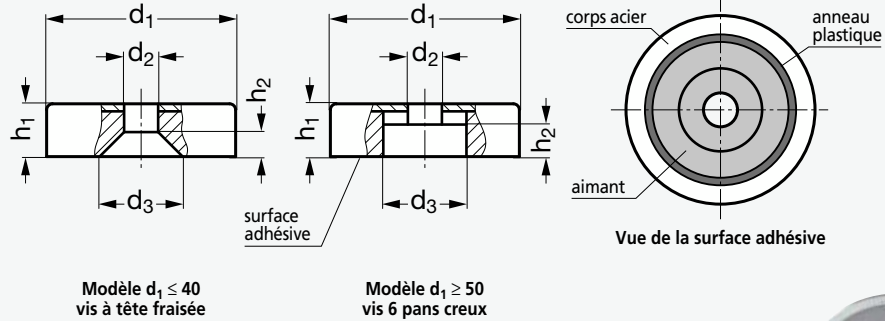 d1
d2
h1
h2
d3
d1
d2
h1
h2
d3
surface
adhésive
corps acier
anneau
plastique
aimant
Vue de la surface adhésive
Modèle d1 ≤ 40
vis à tête fraisée
Modèle d1 ≥ 50
vis 6 pans creux